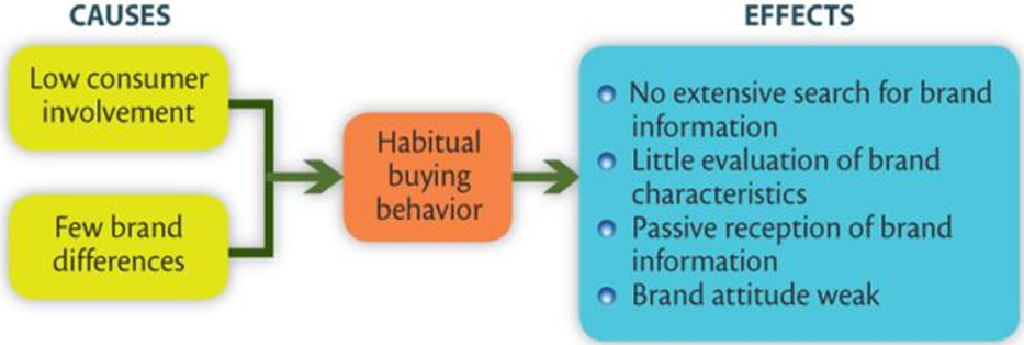 CAUSES
Low consumer
involvement
Few brand
differences
Habitual
buying
behavior
EFFECTS
No extensive search for brand
information
Little evaluation of brand
characteristics
Passive reception of brand
information
Brand attitude weak